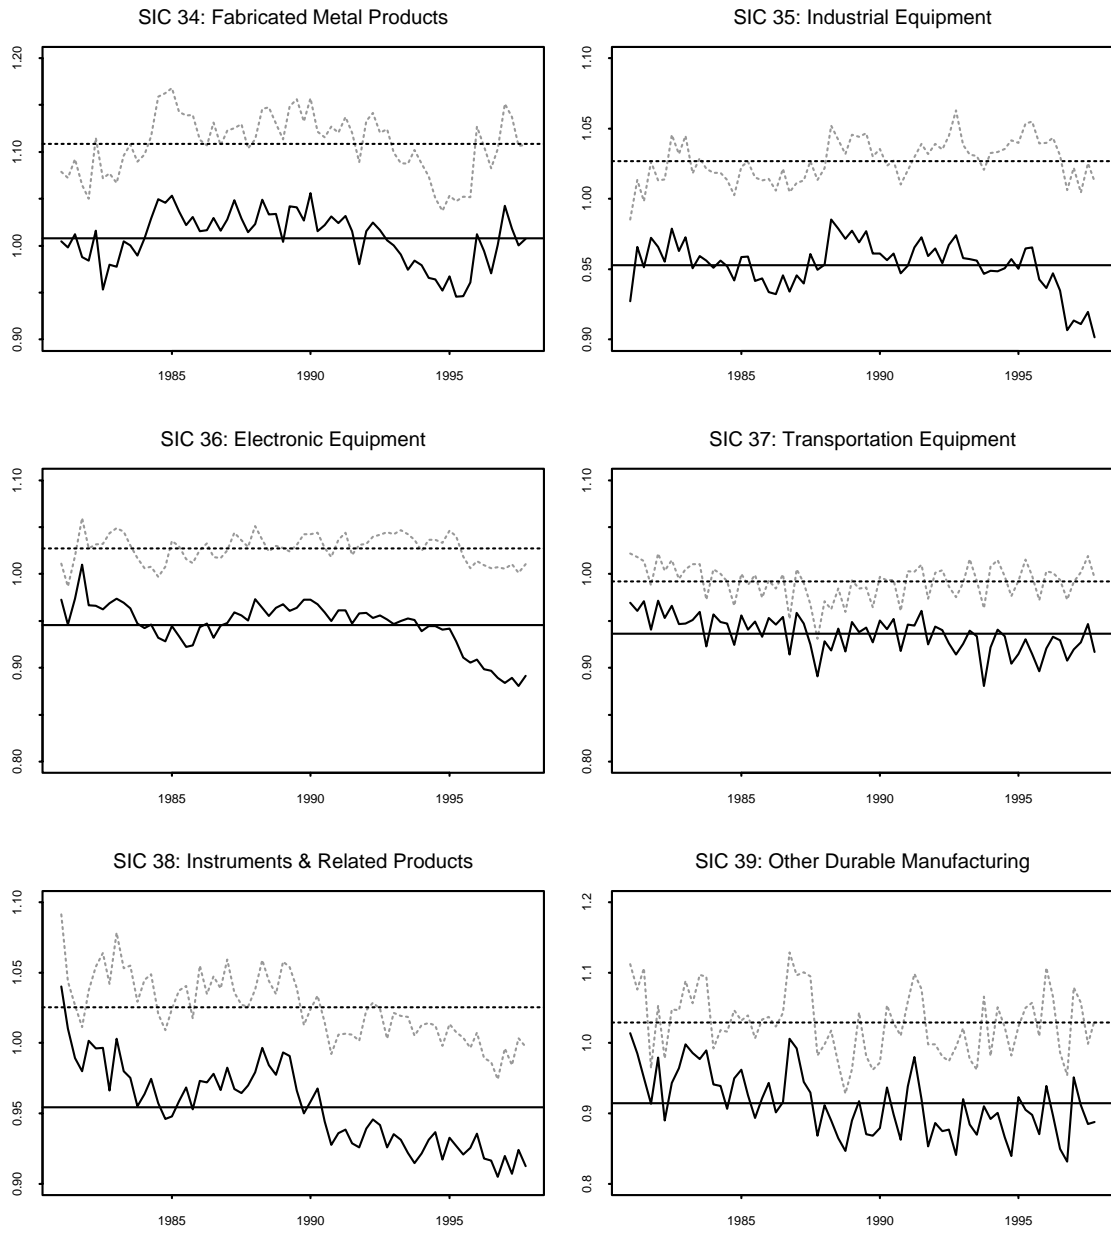 SIC 34: Fabricated Metal Products
1.20
1.10
1.00
0.90
1985 1990 1995
SIC 35: Industrial Equipment
1.10
1.05
1.00
0.95
0.90
1985 1990 1995
SIC 36: Electronic Equipment
1.10
1.00
0.90
0.80
1985 1990 1995
SIC 37: Transportation Equipment
1.10
1.00
0.90
0.80
1985 1990 1995
SIC 38: Instruments & Related Products
1.10
1.05
1.00
0.95
0.90
1985 1990 1995
SIC 39: Other Durable Manufacturing
1.2
1.1
1.0
0.9
0.8
1985 1990 1995